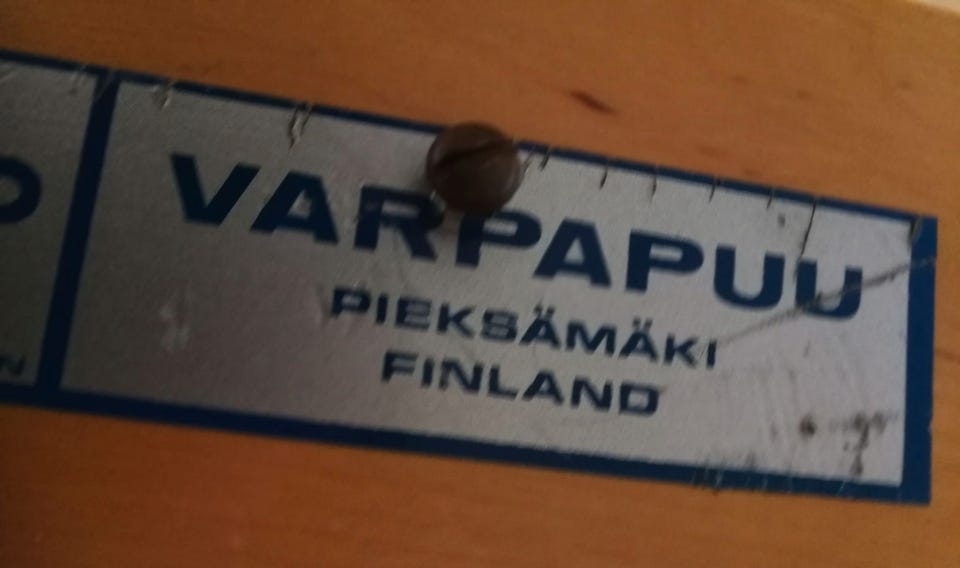 VARPAPUU
PIEKSÄMÄKI
FINLAND